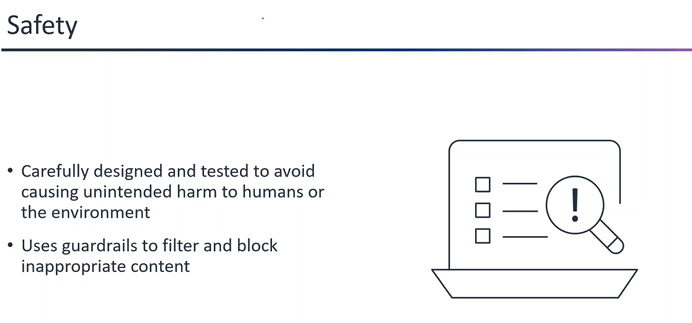 Safety
• Carefully designed and tested to avoid
causing unintended harm to humans or
the environment
• Uses guardrails to filter and block
inappropriate content
!